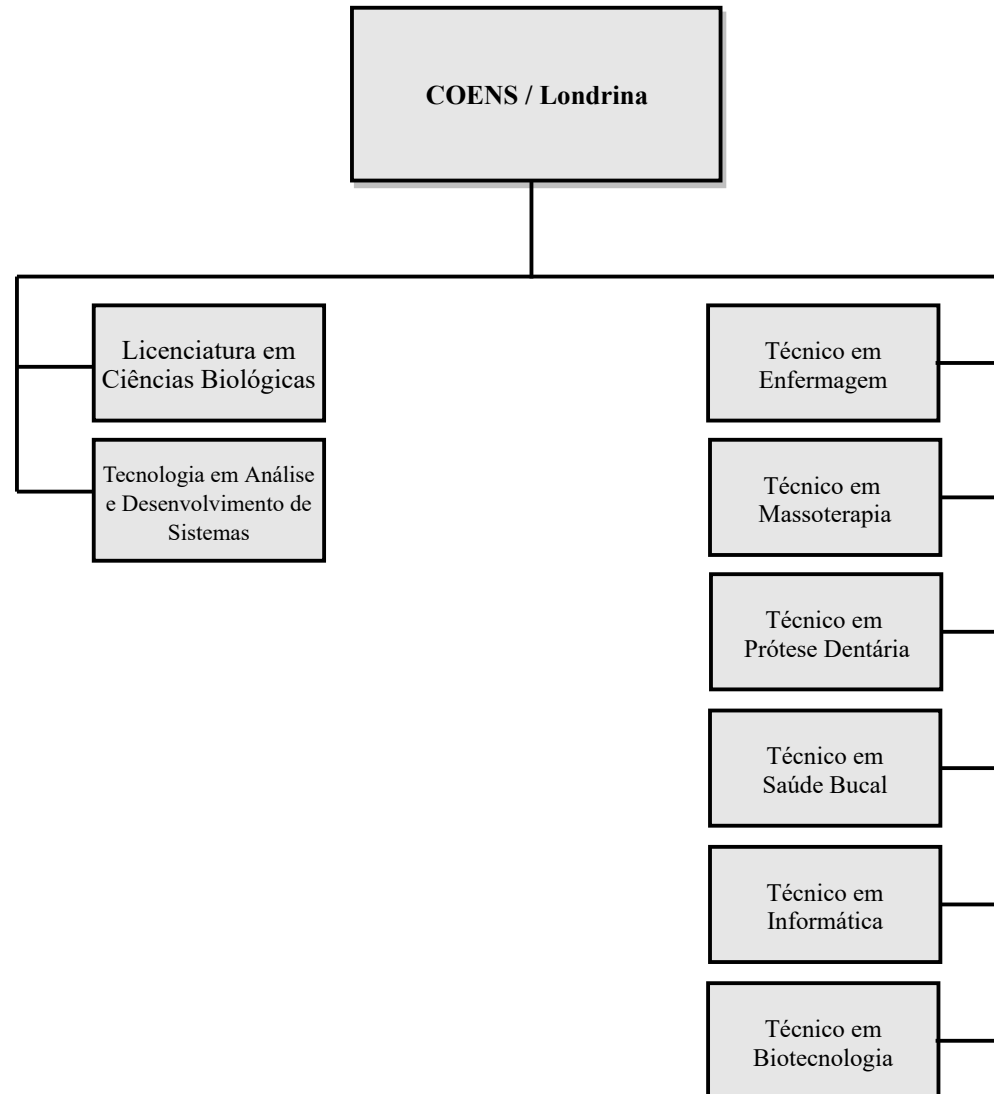 COENS / Londrina
Licenciatura em
Ciências Biológicas
Tecnologia em Análise
e Desenvolvimento de
Sistemas
Técnico em
Enfermagem
Técnico em
Massoterapia
Técnico em
Prótese Dentária
Técnico em
Saúde Bucal
Técnico em
Informática
Técnico em
Biotecnologia